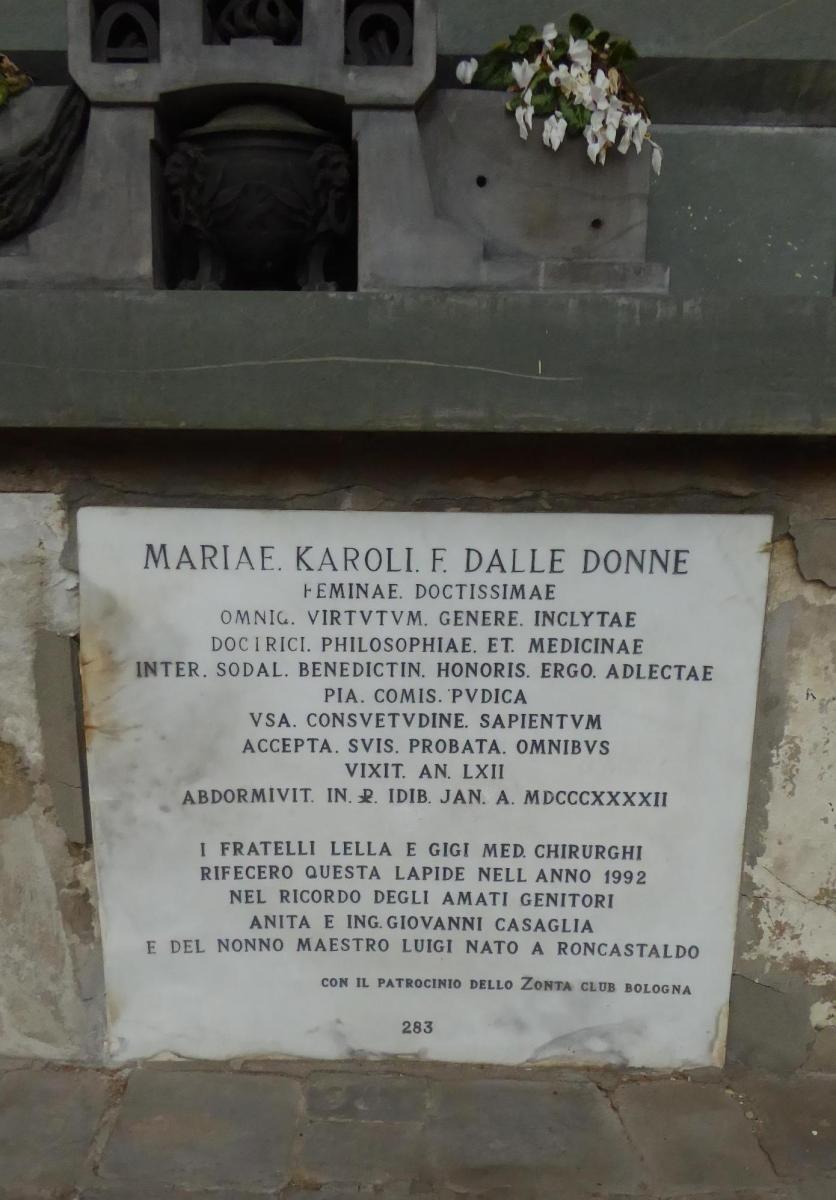 MARIAE. KAROLI. F. DALLE DONNE
FEMINAE. DOCTISSIMAE
OMNIG. VIRTVTVM. GENERE. INCLYTAE
DOCTRICI. PHILOSOPHIAE. ET. MEDICINAE
INTER. SODAL. BENEDICTIN. HONORIS. ERGO. ADLECTAE
PIA. COMIS. PVDICA
VSA. CONSVETVDINE. SAPIENTVM
ACCEPTA. SVIS. PROBATA. OMNIBVS
VIXIT. AN. LXII
ABDORMIVIT. IN. ☧. IDIB. JAN. A. MDCCCXXXXII
I FRATELLI LELLA E GIGI MED. CHIRURGHI
RIFECERO QUESTA LAPIDE NELL ANNO 1992
NEL RICORDO DEGLI AMATI GENITORI
ANITA E ING. GIOVANNI CASAGLIA
E DEL NONNO MAESTRO LUIGI NATO A RONCASTALDO
CON IL PATROCINIO DELLO ZONTA CLUB BOLOGNA
283